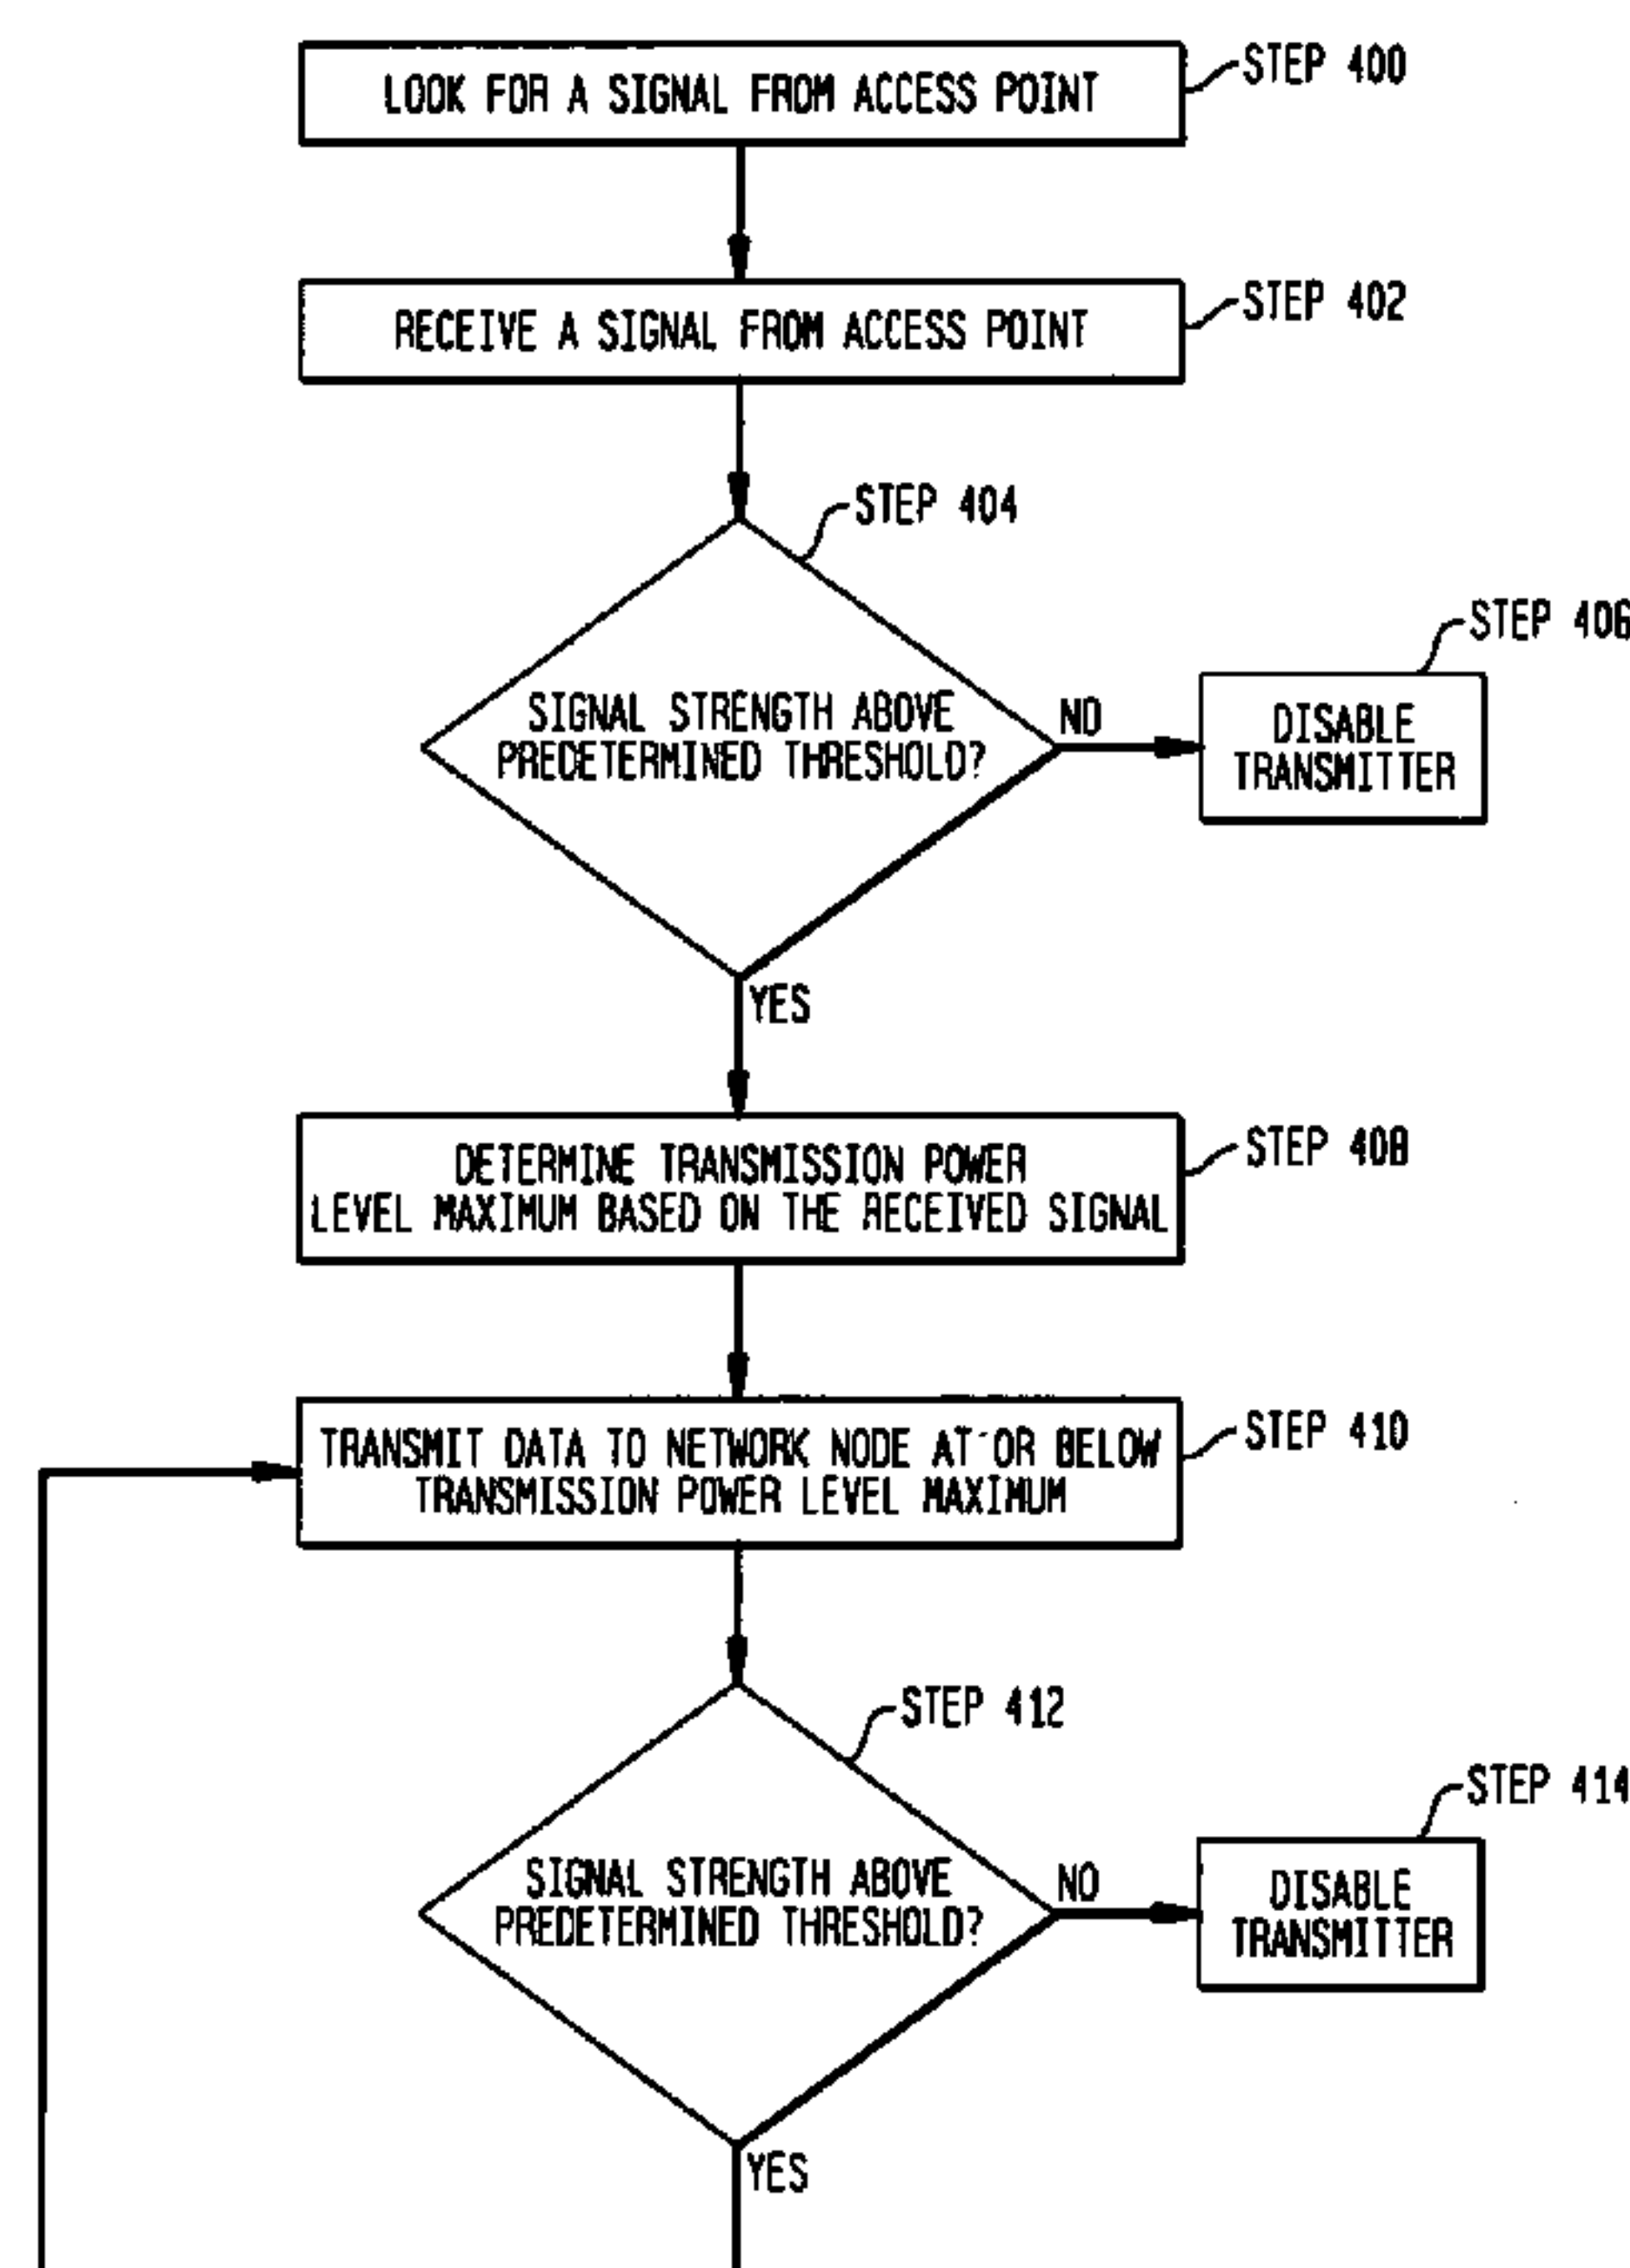 LOOK FOR A SIGNAL FROM ACCESS POINT
STEP 400
RECEIVE A SIGNAL FROM ACCESS POINT
STEP 402
STEP 404
SIGNAL STRENGTH ABOVE
PREDETERMINED THRESHOLD?
NO
STEP 406
DISABLE
TRANSMITTER
YES
DETERMINE TRANSMISSION POWER
LEVEL MAXIMUM BASED ON THE RECEIVED SIGNAL
STEP 408
TRANSMIT DATA TO NETWORK NODE AT OR BELOW
TRANSMISSION POWER LEVEL MAXIMUM
STEP 410
STEP 412
SIGNAL STRENGTH ABOVE
PREDETERMINED THRESHOLD?
NO
STEP 414
DISABLE
TRANSMITTER
YES